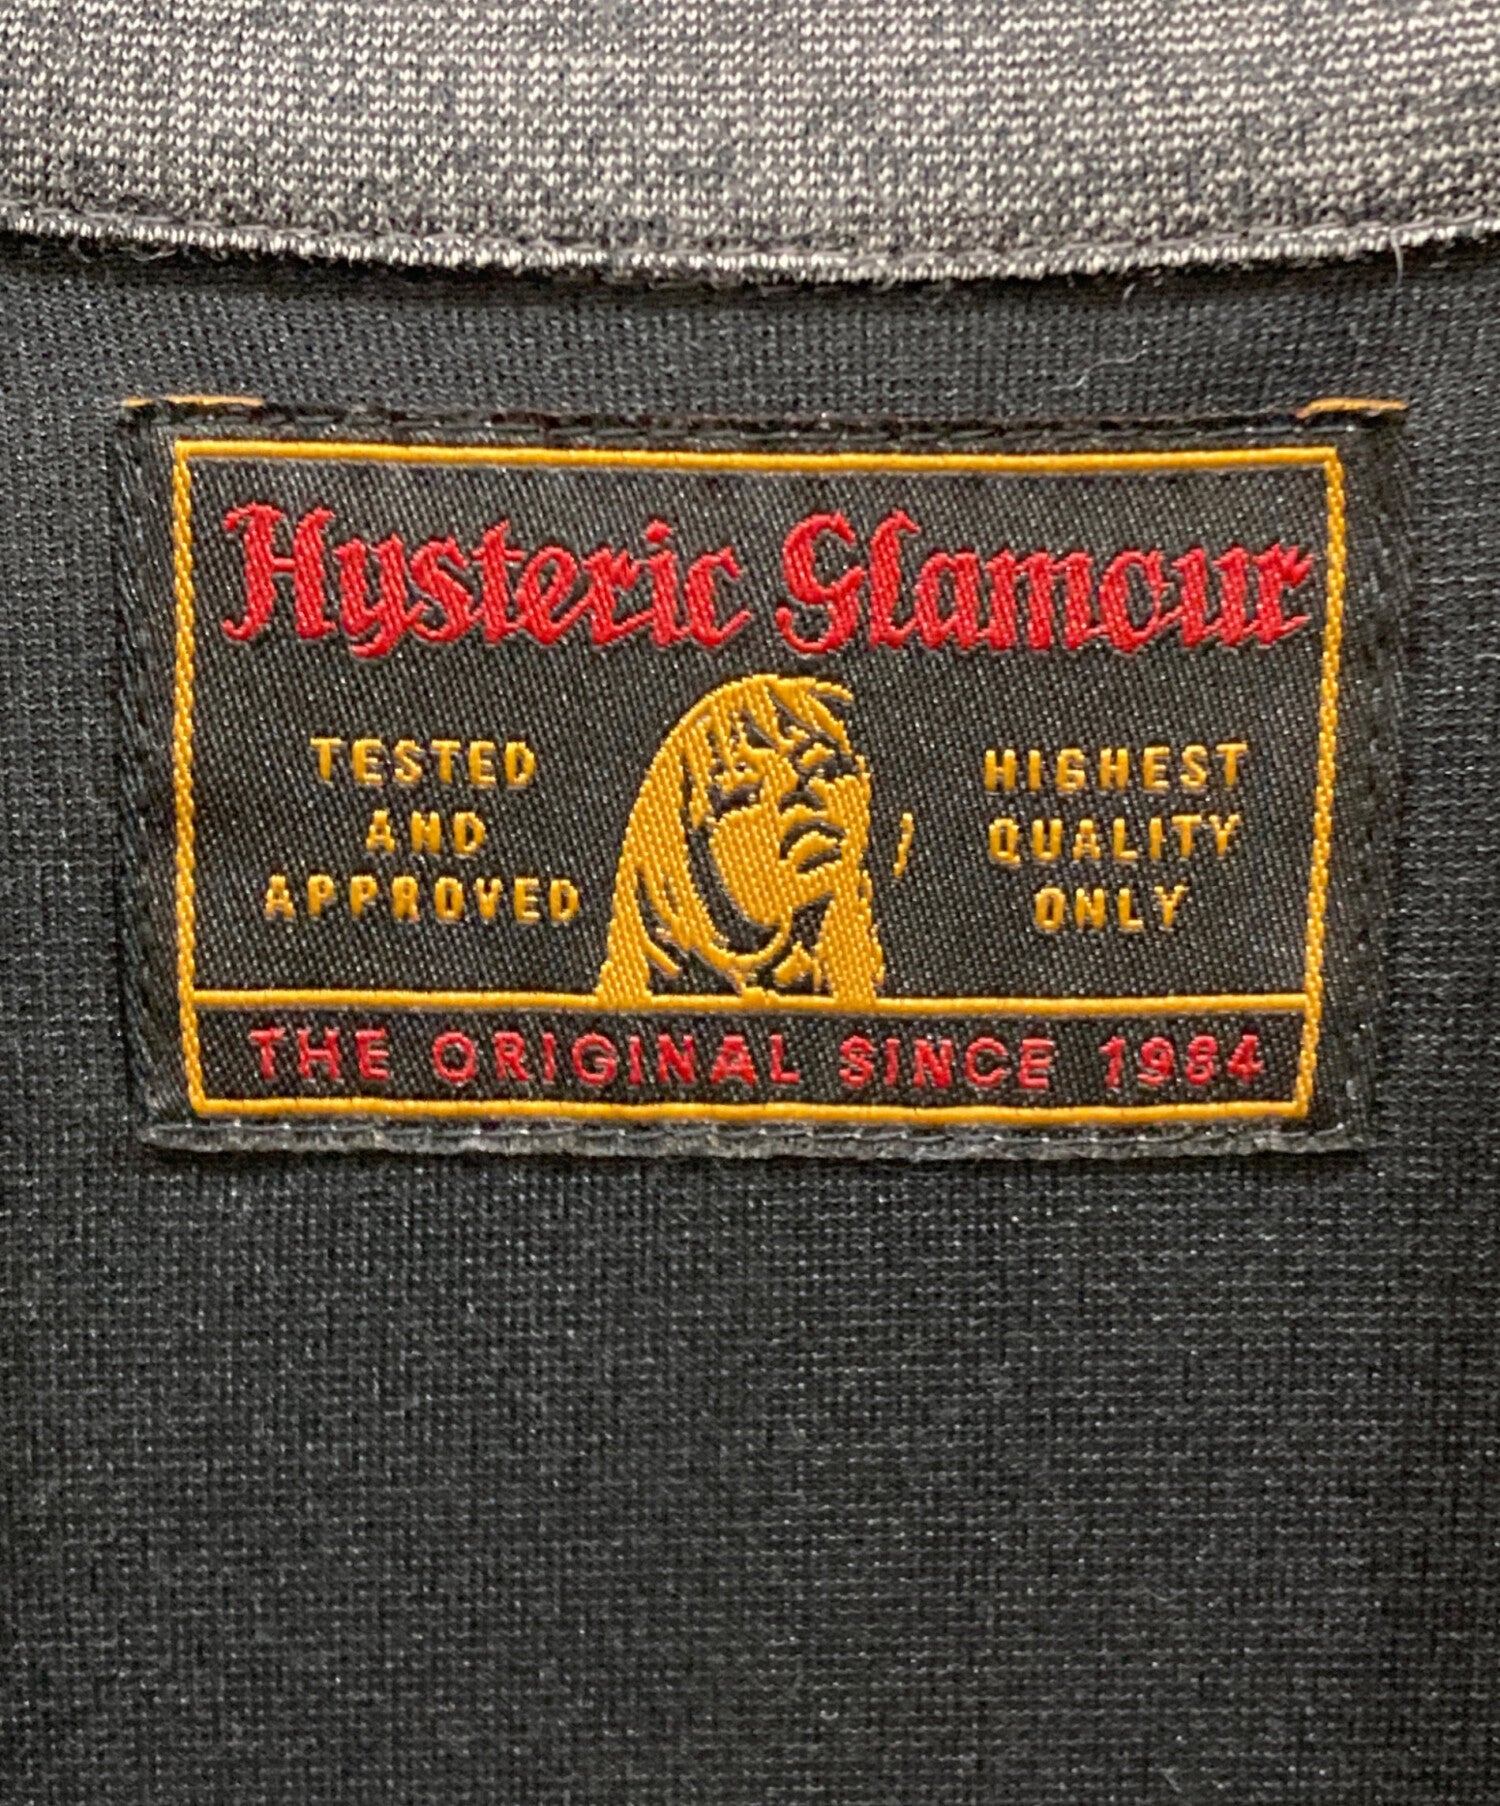 Hysteric Glamour
TESTED
AND
APPROVED
HIGHEST
QUALITY
ONLY
THE ORIGINAL SINCE 1984